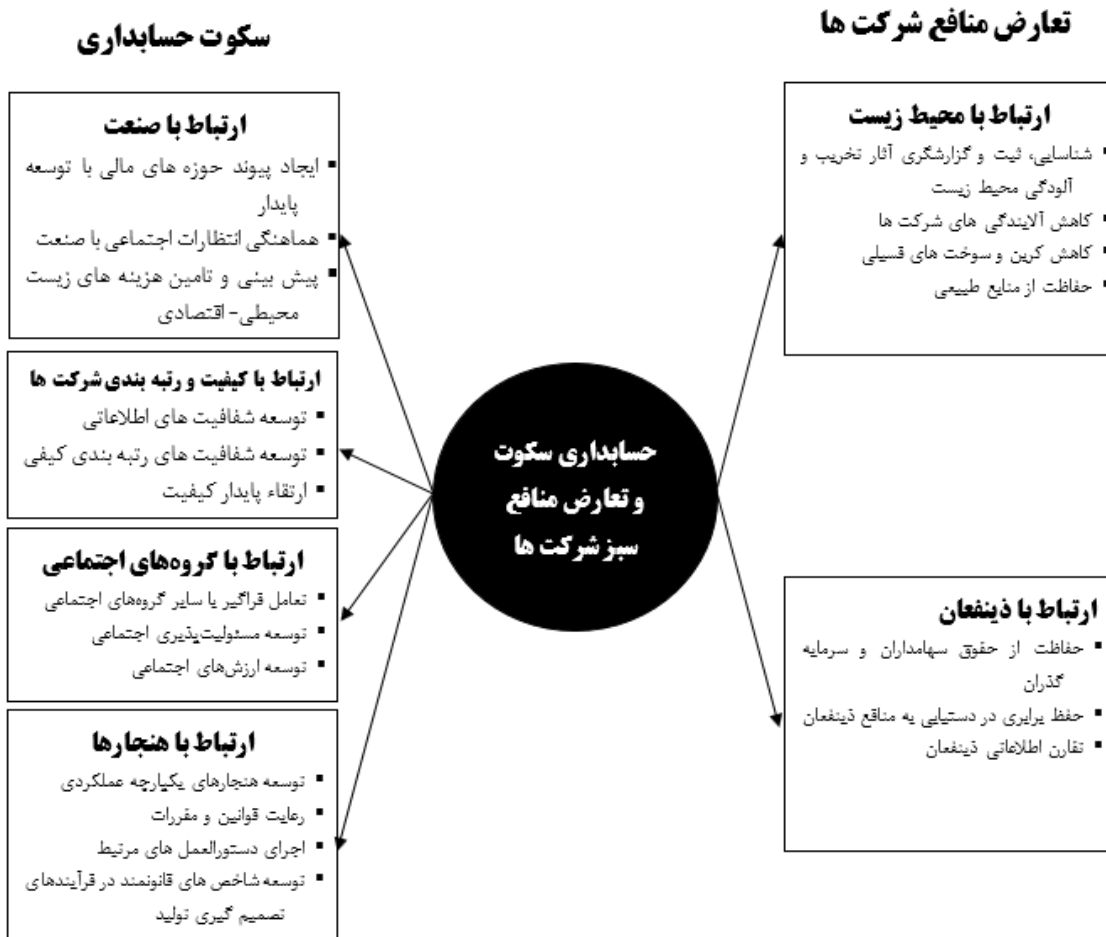 تعارض منافع شرکت ها
ارتباط با محیط زیست
▪ شناسایی، ثبت و گزارشگری آثار تخریب و
آلودگی محیط زیست
▪ کاهش آلایندگی های شرکت ها
▪ کاهش کربن و سوخت های فسیلی
▪ حفاظت از منابع طبیعی
ارتباط با ذینفعان
▪ حفاظت از حقوق سهامداران و سرمایه
گذران
▪ حفظ برابری در دستیابی به منافع ذینفعان
▪ تقارن اطلاعاتی ذینفعان
حسابداری سکوت
و تعارض منافع
سبز شرکت ها
سکوت حسابداری
ارتباط با صنعت
▪ ایجاد پیوند حوزه های مالی با توسعه
پایدار
▪ هماهنگی انتظارات اجتماعی با صنعت
▪ پیش بینی و تامین هزینه های زیست
محیطی- اقتصادی
ارتباط با کیفیت و رتبه بندی شرکت ها
▪ توسعه شفافیت های اطلاعاتی
▪ توسعه شفافیت های رتبه بندی کیفی
▪ ارتقاء پایدار کیفیت
ارتباط با گروه‌های اجتماعی
▪ تعامل فراگیر با سایر گروه‌های اجتماعی
▪ توسعه مسئولیت‌پذیری اجتماعی
▪ توسعه ارزش‌های اجتماعی
ارتباط با هنجارها
▪ توسعه هنجارهای یکپارچه عملکردی
▪ رعایت قوانین و مقررات
▪ اجرای دستورالعمل های مرتبط
▪ توسعه شاخص های قانونمند در فرآیندهای
تصمیم گیری تولید